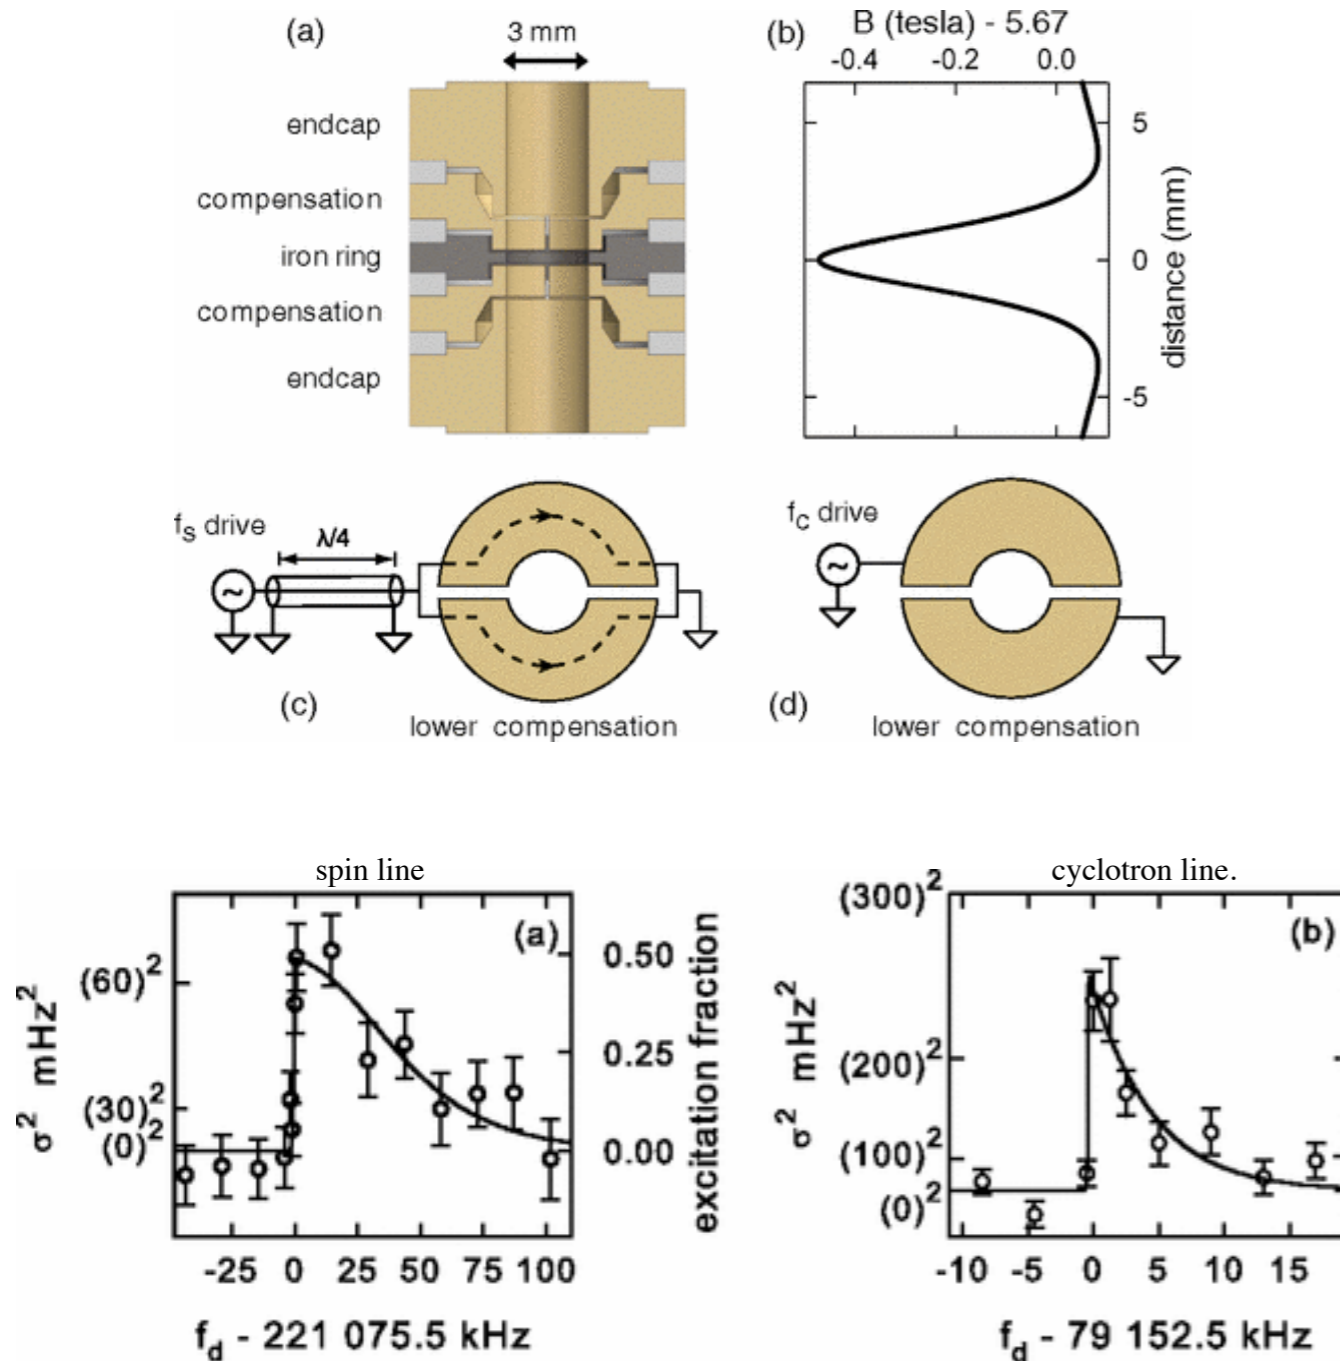 (a)
3 mm
endcap
compensation
iron ring
compensation
endcap
(b)
B (tesla) - 5.67
-0.4 -0.2 0.0
5
0
-5
distance (mm)
fS drive
λ/4
~
(c)
lower compensation
fC drive
~
(d)
lower compensation
spin line
(a)
σ² mHz²
(60)²
(30)²
(0)²
0.50
0.25
0.00
excitation fraction
-25 0 25 50 75 100
fd - 221 075.5 kHz
cyclotron line.
(b)
σ² mHz²
(300)²
(200)²
(100)²
(0)²
-10 -5 0 5 10 15
fd - 79 152.5 kHz